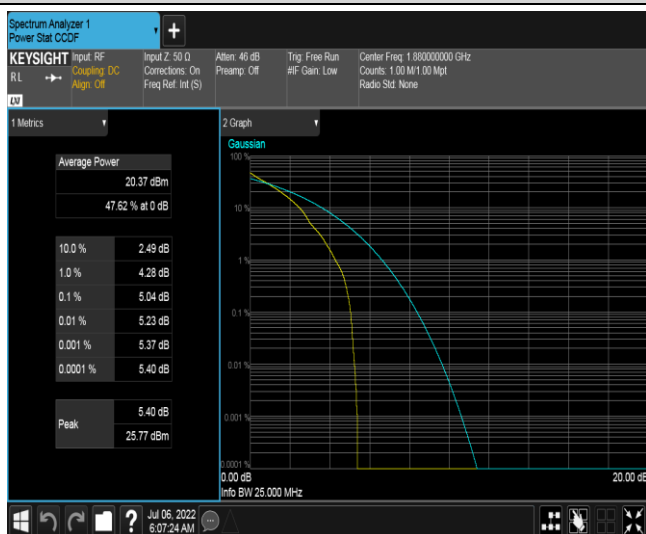 Spectrum Analyzer 1
Power Stat CCDF
+
KEYSIGHT
RL
LXI
Input: RF
Coupling: DC
Align: Off
Input Z: 50 Ω
Corrections: On
Freq Ref: Int (S)
Atten: 46 dB
Preamp: Off
Trig: Free Run
#IF Gain: Low
Center Freq: 1.880000000 GHz
Counts: 1.00 M/1.00 Mpt
Radio Std: None
1 Metrics
Average Power
20.37 dBm
47.62 % at 0 dB
10.0 % 2.49 dB
1.0 % 4.28 dB
0.1 % 5.04 dB
0.01 % 5.23 dB
0.001 % 5.37 dB
0.0001 % 5.40 dB
Peak
5.40 dB
25.77 dBm
2 Graph
Gaussian
100 %
10 %
1 %
0.1 %
0.01 %
0.001 %
0.0001 %
0.00 dB 20.00 dB
Info BW 25.000 MHz
?
Jul 06, 2022
6:07:24 AM